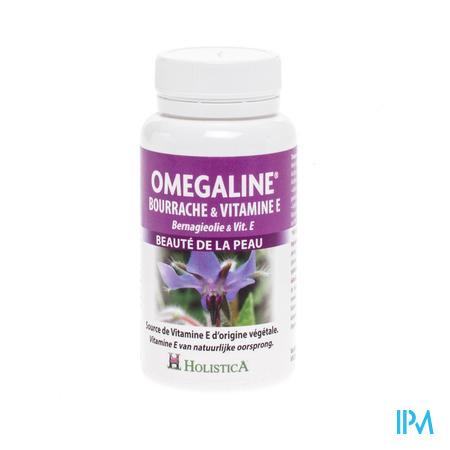 OMEGALINE®
BOURRACHE & VITAMINE E
Bernagieolie & Vit. E
BEAUTÉ DE LA PEAU
Source de Vitamine E d'origine végétale.
Vitamine E van natuurlijke oorsprong.
H HOLISTICA
IPM